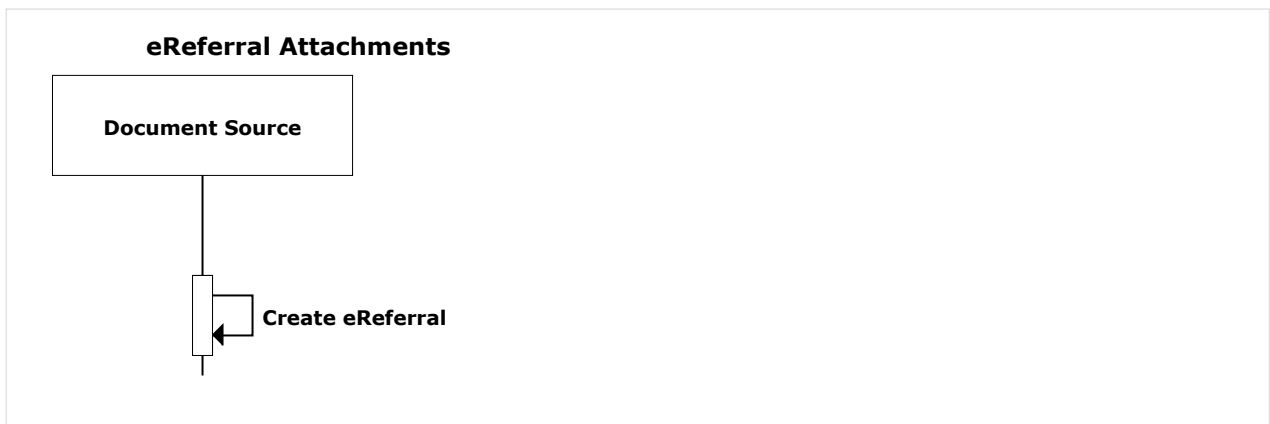 eReferral Attachments
Document Source
Create eReferral